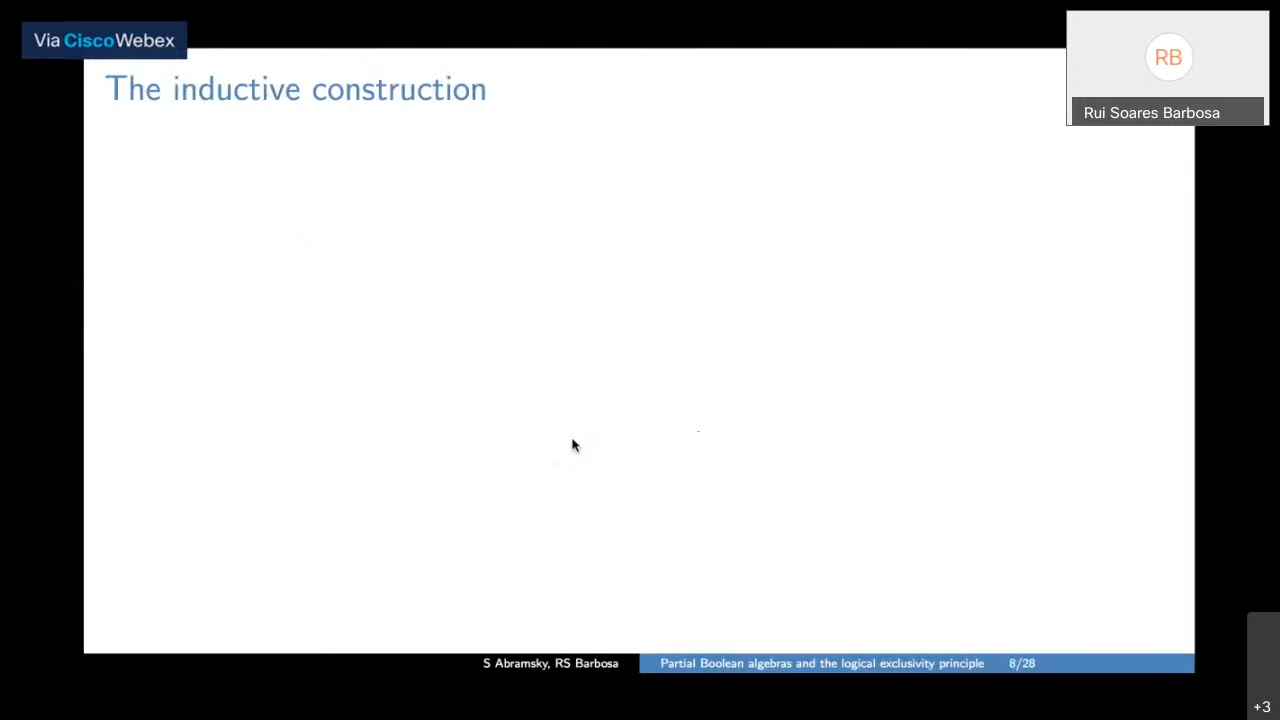 Via CiscoWebex
RB
Rui Soares Barbosa
The inductive construction
S Abramsky, RS Barbosa
Partial Boolean algebras and the logical exclusivity principle 8/28
+3